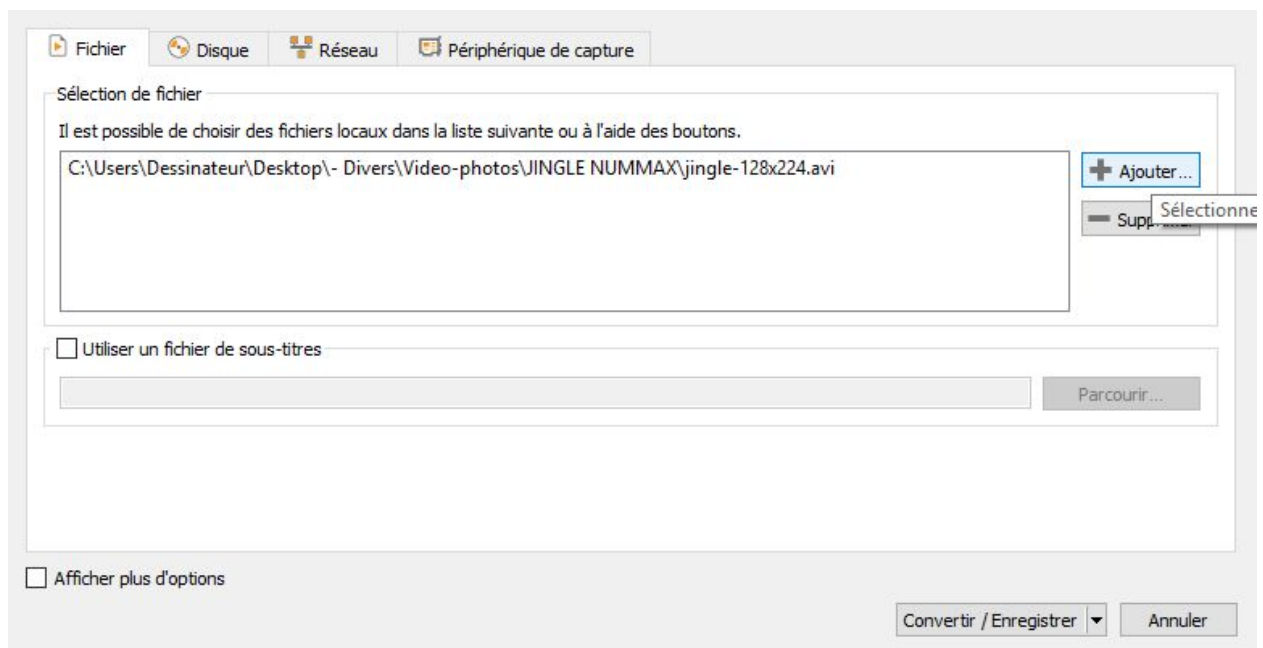 Fichier
Disque
Réseau
Périphérique de capture
Sélection de fichier
Il est possible de choisir des fichiers locaux dans la liste suivante ou à l'aide des boutons.
C:\Users\Dessinateur\Desktop\- Divers\Video-photos\JINGLE NUMMAX\jingle-128x224.avi
Ajouter...
Sélectionne
Utiliser un fichier de sous-titres
Parcourir...
Afficher plus d'options
Convertir / Enregistrer
Annuler